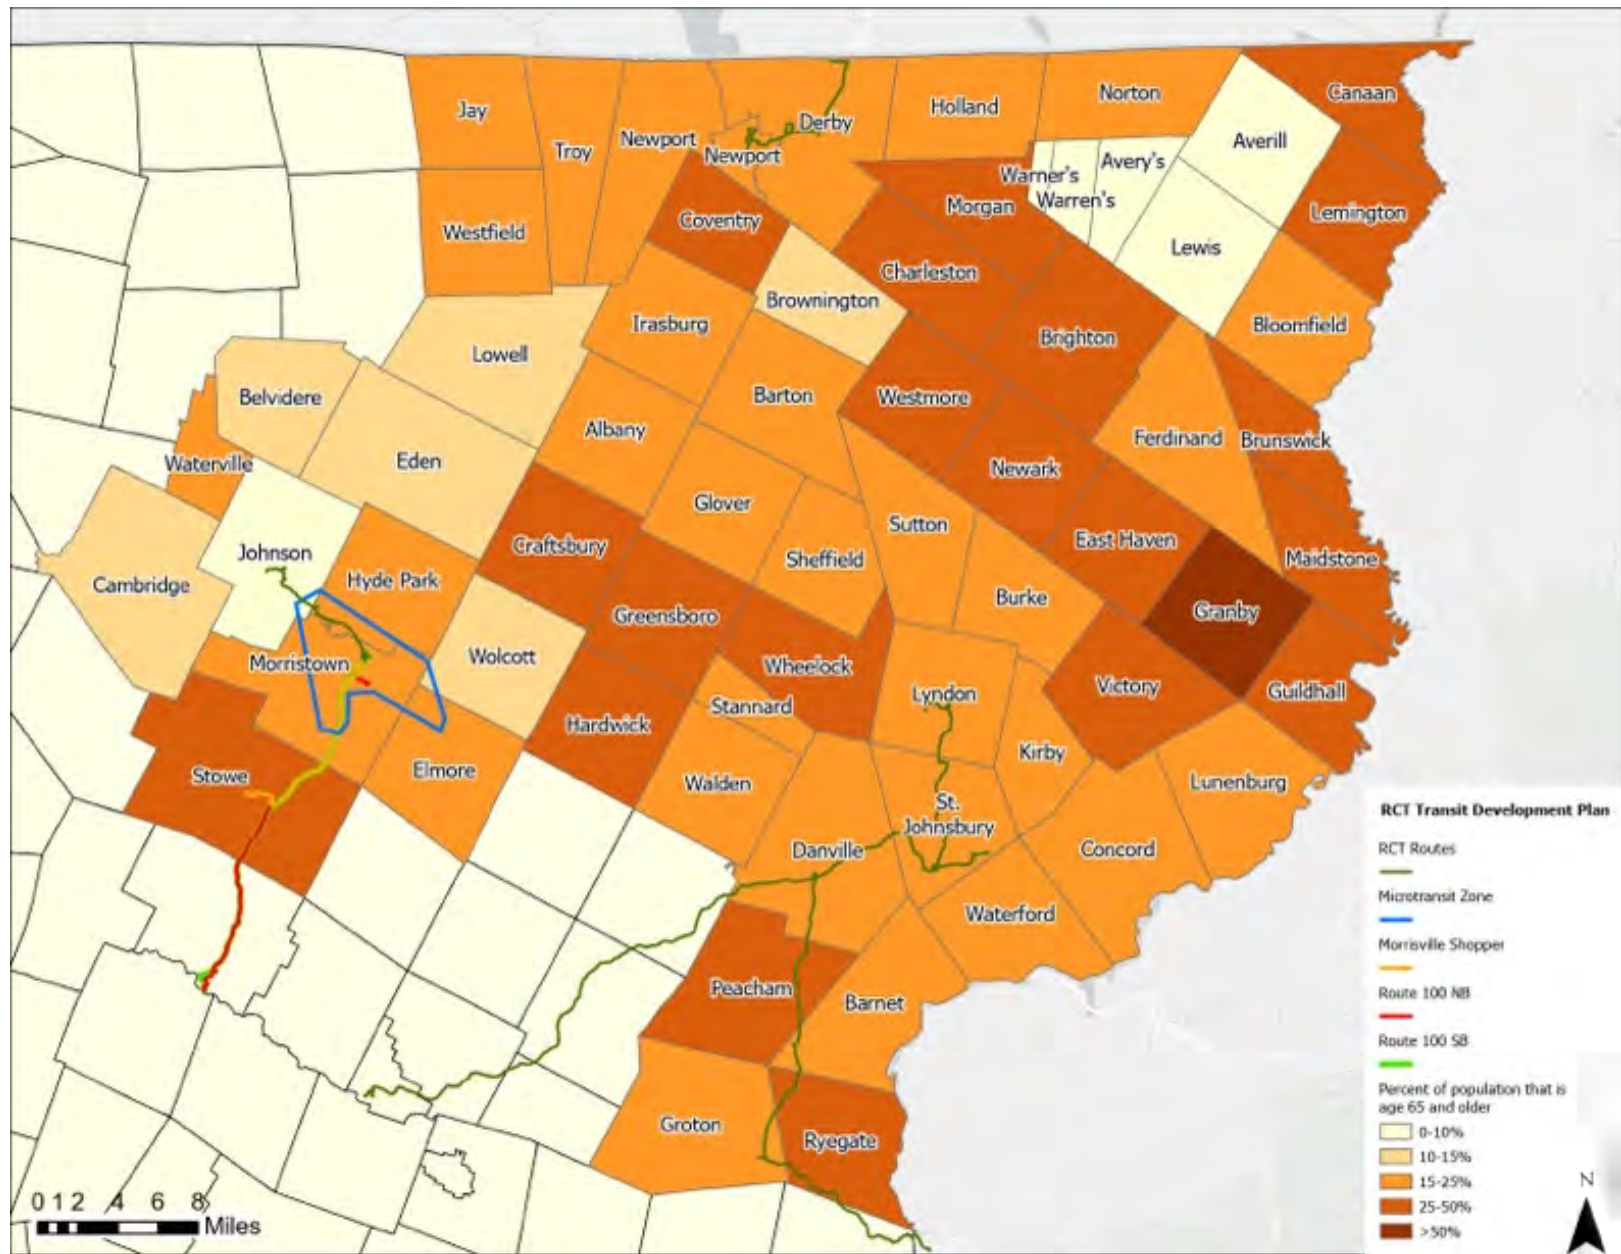 Jay
Troy
Newport
Newport
Derby
Holland
Norton
Canaan
Averill
Avery's
Warner's
Warren's
Morgan
Lemington
Westfield
Coventry
Lewis
Charleston
Brownington
Irasburg
Brighton
Bloomfield
Lowell
Belvidere
Barton
Westmore
Albany
Ferdinand
Brunswick
Waterville
Eden
Newark
Glover
Sutton
Craftsbury
Sheffield
East Haven
Maidstone
Johnson
Hyde Park
Cambridge
Greensboro
Burke
Granby
Morristown
Wolcott
Wheelock
Victory
Guildhall
Lyndon
Stannard
Hardwick
Kirby
Stowe
Elmore
Walden
Lunenburg
St.
Johnsbury
Danville
Concord
Waterford
Peacham
Barnet
Groton
Ryegate
RCT Transit Development Plan
RCT Routes
Microtransit Zone
Morrisville Shopper
Route 100 NB
Route 100 SB
Percent of population that is
age 65 and older
0-10%
10-15%
15-25%
25-50%
>50%
N
0 1 2 4 6 8
Miles